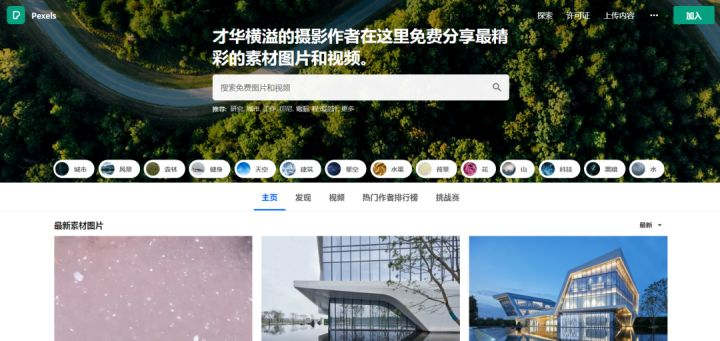 Pexels
探索
许可证
上传内容
加入
才华横溢的摄影作者在这里免费分享最精
彩的素材图片和视频。
搜索免费图片和视频
推荐:
更多
城市
风景
森林
健身
天空
建筑
星空
水果
背景
花
山
科技
黑暗
水
主页
发现
视频
热门作者排行榜
挑战赛
最新素材图片
最新